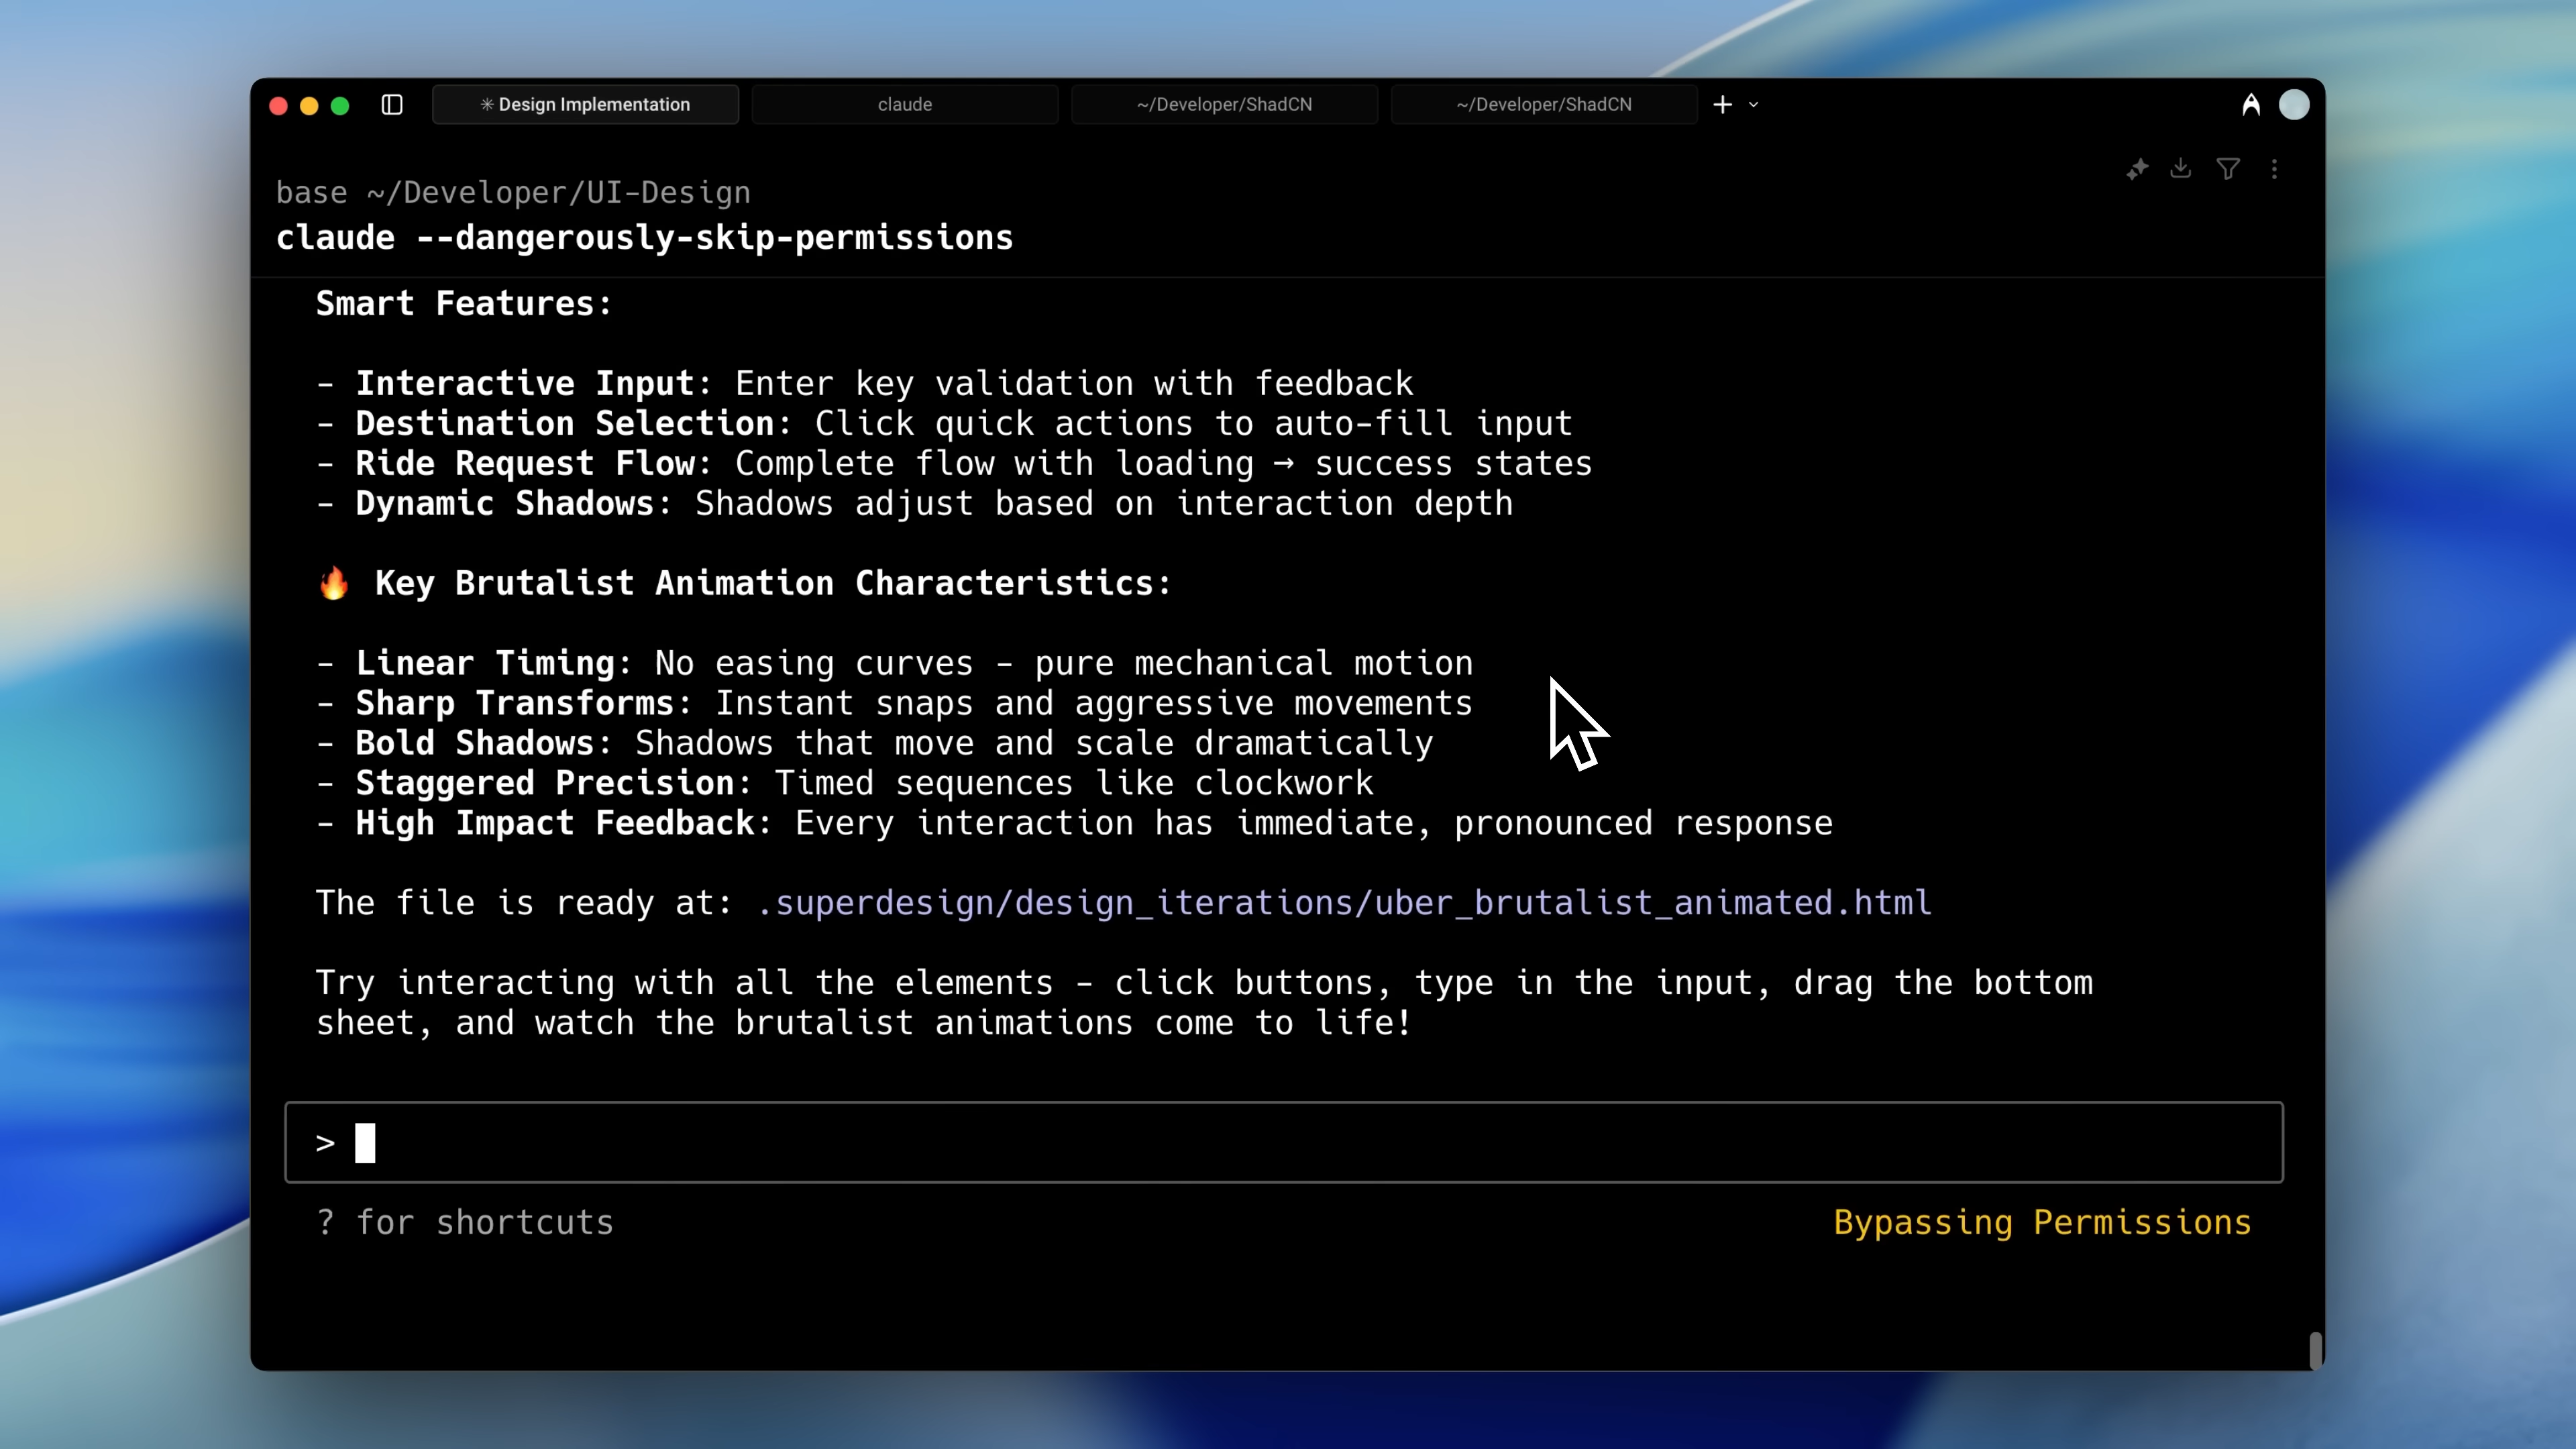 ✳ Design Implementation
claude
~/Developer/ShadCN
~/Developer/ShadCN
base ~/Developer/UI-Design
claude --dangerously-skip-permissions
Smart Features:
- Interactive Input: Enter key validation with feedback
- Destination Selection: Click quick actions to auto-fill input
- Ride Request Flow: Complete flow with loading → success states
- Dynamic Shadows: Shadows adjust based on interaction depth
🔥 Key Brutalist Animation Characteristics:
- Linear Timing: No easing curves - pure mechanical motion
- Sharp Transforms: Instant snaps and aggressive movements
- Bold Shadows: Shadows that move and scale dramatically
- Staggered Precision: Timed sequences like clockwork
- High Impact Feedback: Every interaction has immediate, pronounced response
The file is ready at: .superdesign/design_iterations/uber_brutalist_animated.html
Try interacting with all the elements - click buttons, type in the input, drag the bottom
sheet, and watch the brutalist animations come to life!
>
? for shortcuts
Bypassing Permissions